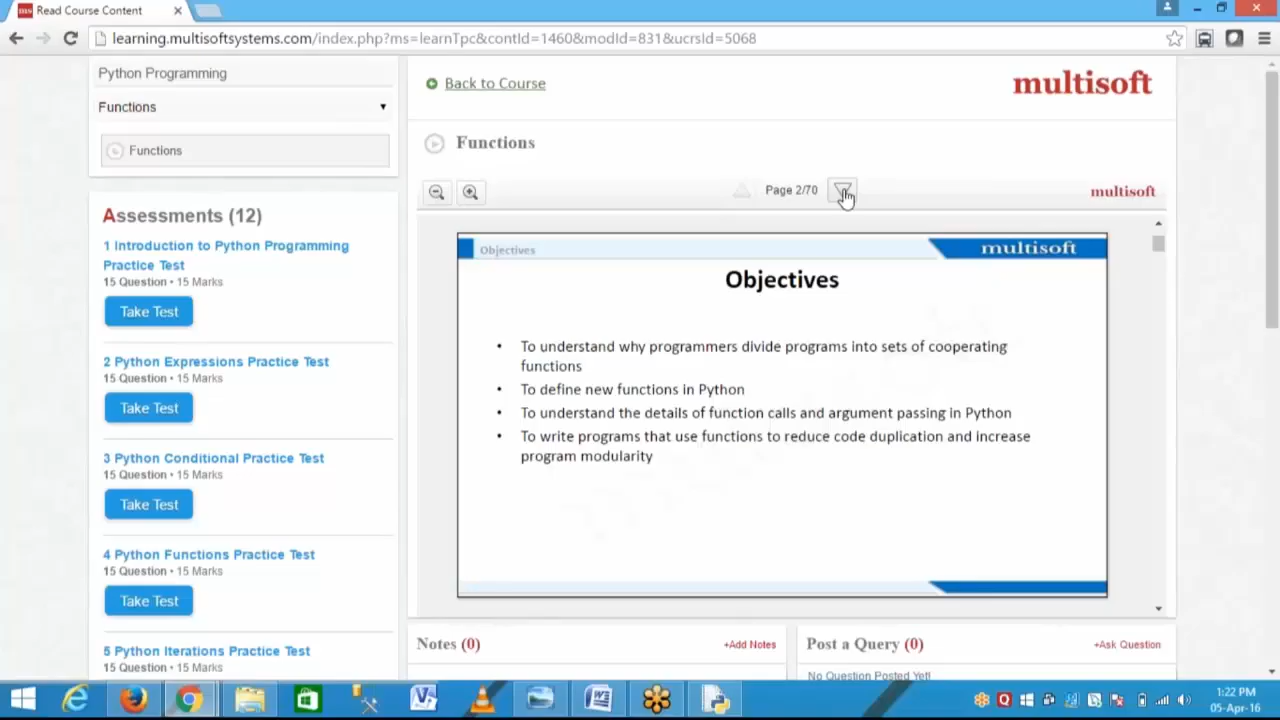 ms Read Course Content
learning.multisoftsystems.com/index.php?ms=learnTpc&contId=1460&modId=831&ucrsId=5068
Python Programming
Functions
Functions
Assessments (12)
1 Introduction to Python Programming
Practice Test
15 Question • 15 Marks
Take Test
2 Python Expressions Practice Test
15 Question • 15 Marks
Take Test
3 Python Conditional Practice Test
15 Question • 15 Marks
Take Test
4 Python Functions Practice Test
15 Question • 15 Marks
Take Test
5 Python Iterations Practice Test
15 Question • 15 Marks
Back to Course
multisoft
Functions
Page 2/70
multisoft
Objectives
multisoft
Objectives
• To understand why programmers divide programs into sets of cooperating
functions
• To define new functions in Python
• To understand the details of function calls and argument passing in Python
• To write programs that use functions to reduce code duplication and increase
program modularity
Notes (0)
+Add Notes
Post a Query (0)
+Ask Question
No Question Posted Yet!
1:22 PM
05-Apr-16